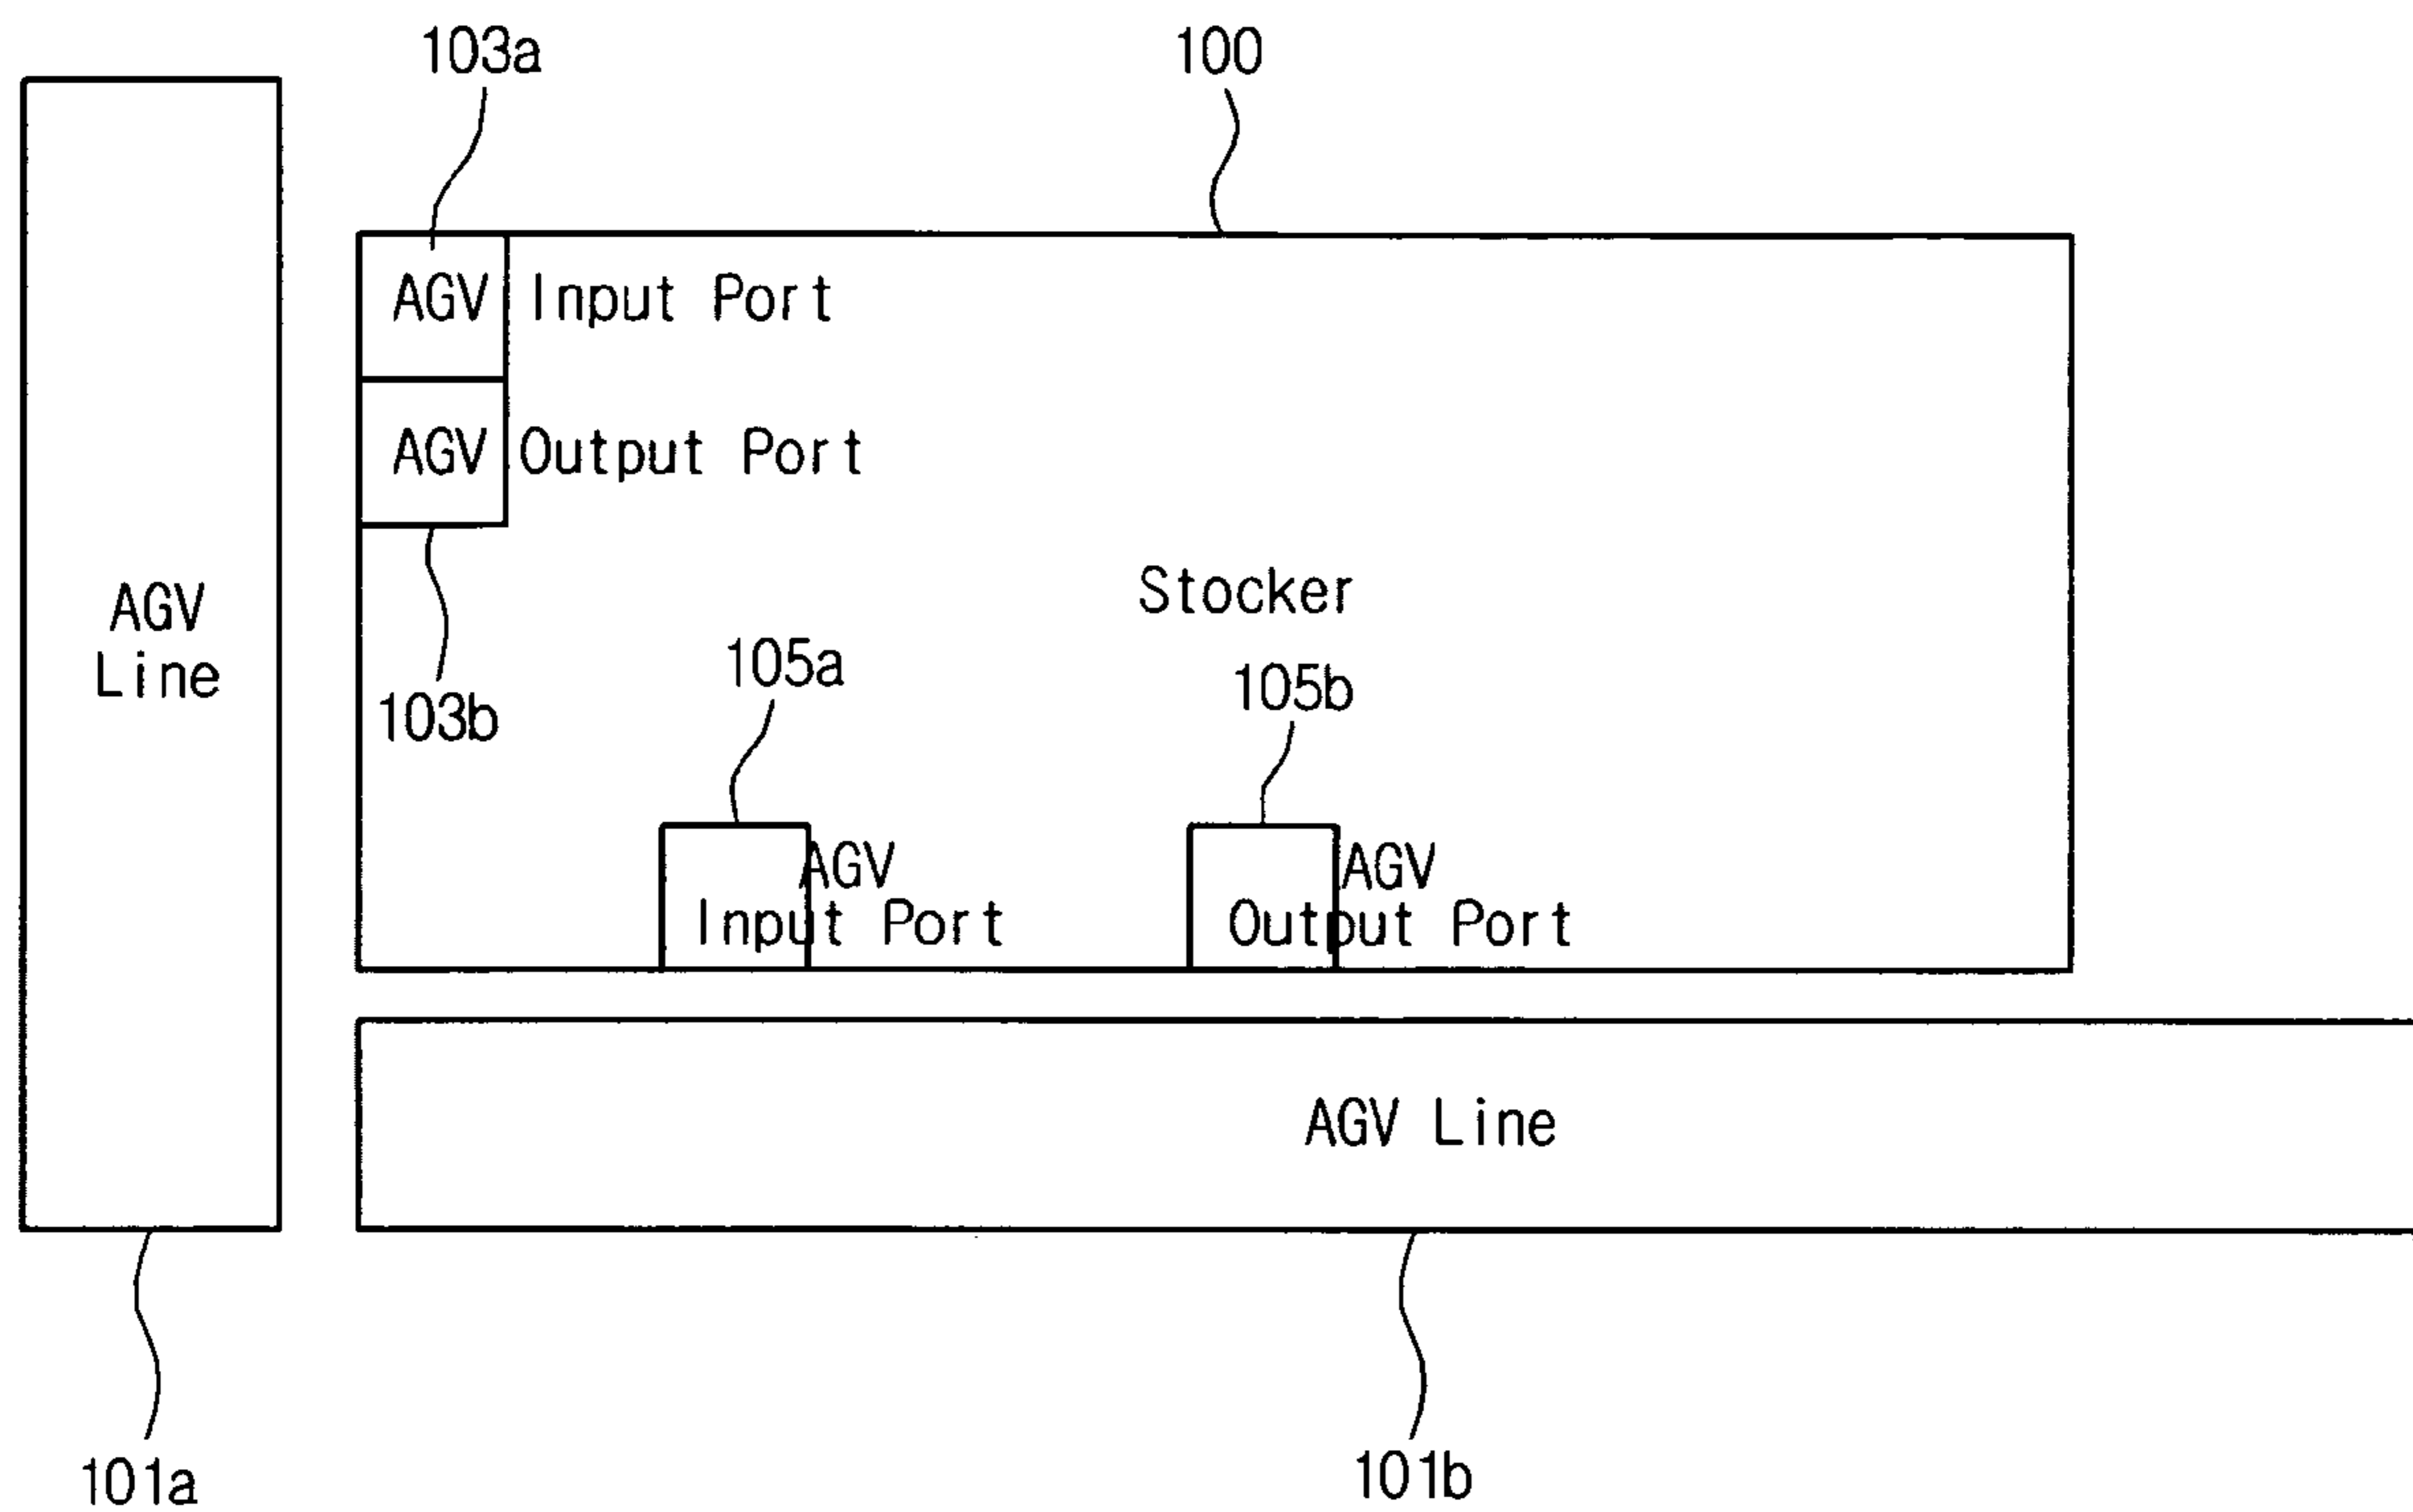 103a
100
AGV Input Port
AGV Output Port
AGV
Line
Stocker
103b
105a
105b
AGV
Input Port
AGV
Output Port
AGV Line
101a
101b